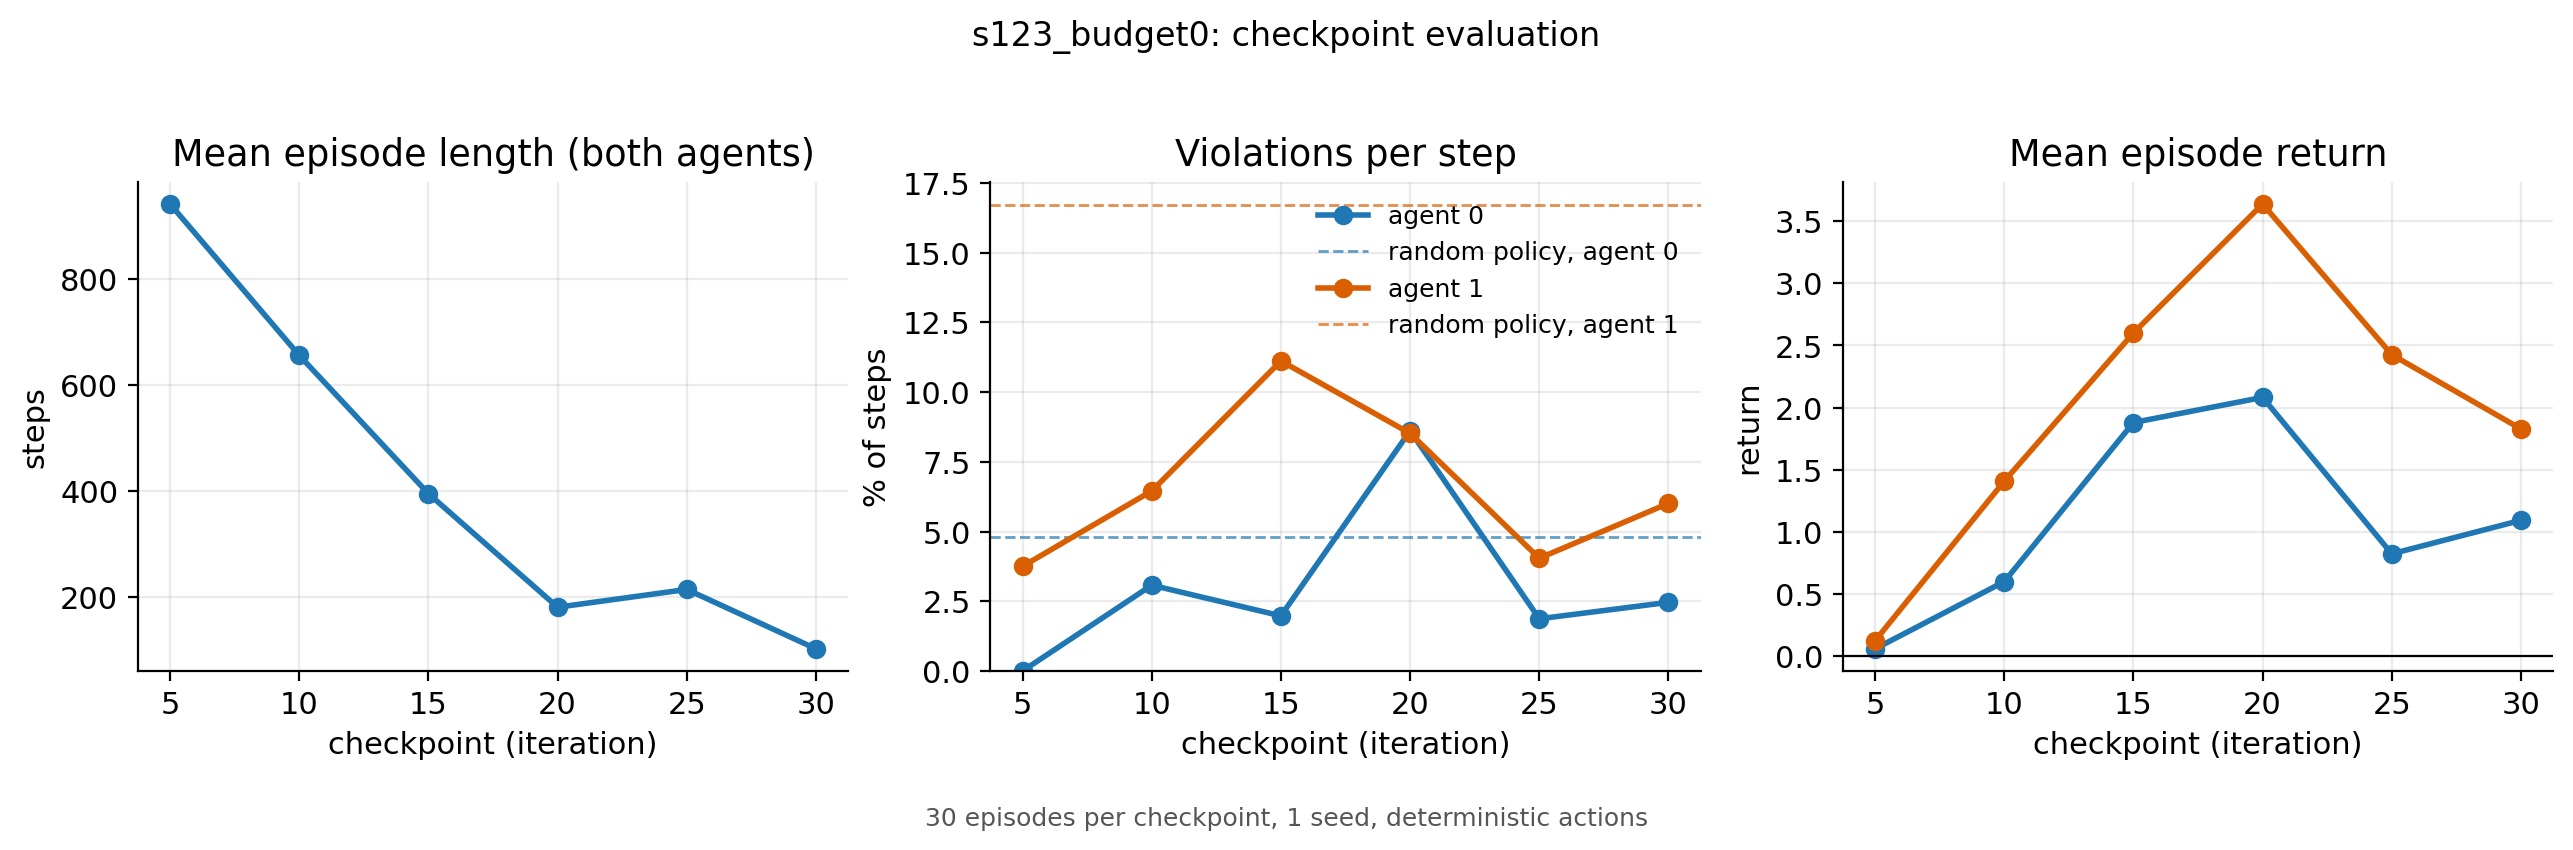 s123_budget0: checkpoint evaluation
Mean episode length (both agents)
steps
800
600
400
200
5 10 15 20 25 30
checkpoint (iteration)
Violations per step
% of steps
17.5
15.0
12.5
10.0
7.5
5.0
2.5
0.0
agent 0
random policy, agent 0
agent 1
random policy, agent 1
5 10 15 20 25 30
checkpoint (iteration)
Mean episode return
return
3.5
3.0
2.5
2.0
1.5
1.0
0.5
0.0
5 10 15 20 25 30
checkpoint (iteration)
30 episodes per checkpoint, 1 seed, deterministic actions